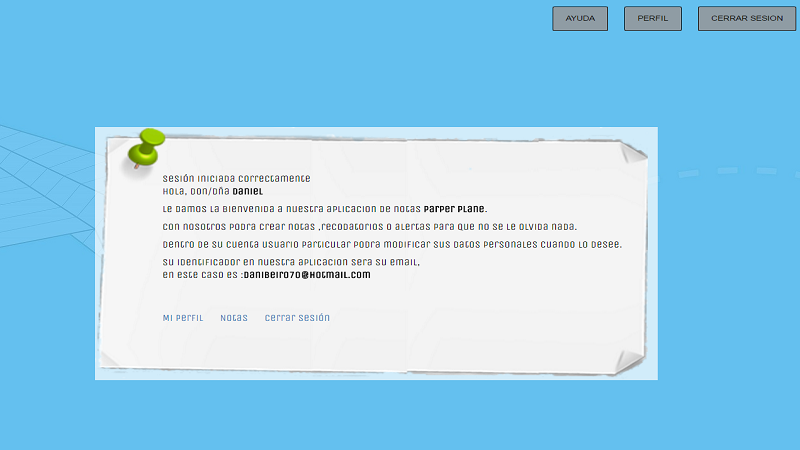 AYUDA
PERFIL
CERRAR SESION
Sesión iniciada correctamente
Hola, Don/Dña Daniel
Le damos la bienvenida a nuestra aplicacion de notas Parper Plane.
Con nosotros podra crear notas ,recodatorios o alertas para que no se le olvida nada.
Dentro de su cuenta usuario particular podra modificar sus datos personales cuando lo desee.
Su identificador en nuestra aplicacion sera su email,
en este caso es :danibeiro70@hotmail.com
Mi perfil Notas Cerrar sesión